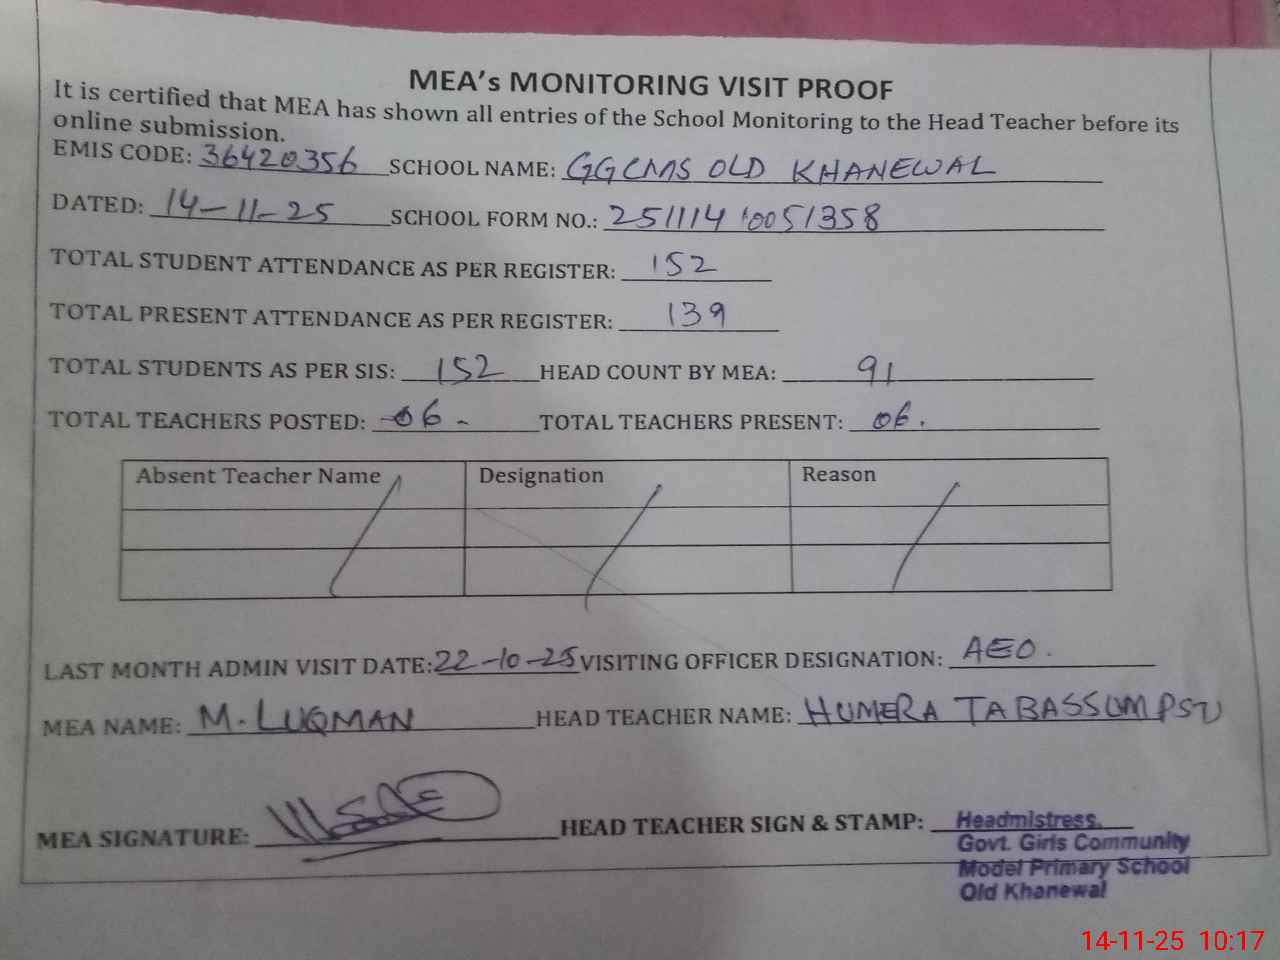 MEA's MONITORING VISIT PROOF
It is certified that MEA has shown all entries of the School Monitoring to the Head Teacher before its
online submission.
EMIS CODE: 36420356 SCHOOL NAME: GGCMS OLD KHANEWAL
DATED: 14-11-25 SCHOOL FORM NO.: 251114 10051358
TOTAL STUDENT ATTENDANCE AS PER REGISTER: 152
TOTAL PRESENT ATTENDANCE AS PER REGISTER: 139
TOTAL STUDENTS AS PER SIS: 152 HEAD COUNT BY MEA: 91
TOTAL TEACHERS POSTED: 06. TOTAL TEACHERS PRESENT: 06.
Absent Teacher Name Designation Reason
LAST MONTH ADMIN VISIT DATE: 22-10-25 VISITING OFFICER DESIGNATION: AEO.
MEA NAME: M. LUQMAN HEAD TEACHER NAME: HUMERA TABASSUM
MEA SIGNATURE: HEAD TEACHER SIGN & STAMP: Headmistress.
Govt. Girls Community
Model Primary School
Old Khanewal
14-11-25 10:17